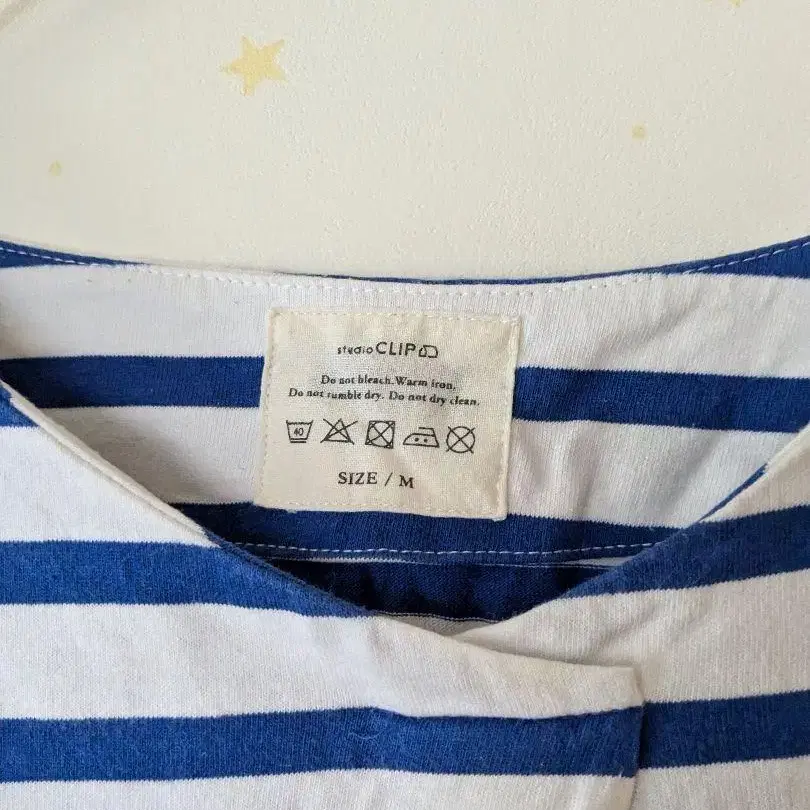 studio CLIP
Do not bleach. Warm iron.
Do not tumble dry. Do not dry clean.
40
SIZE / M